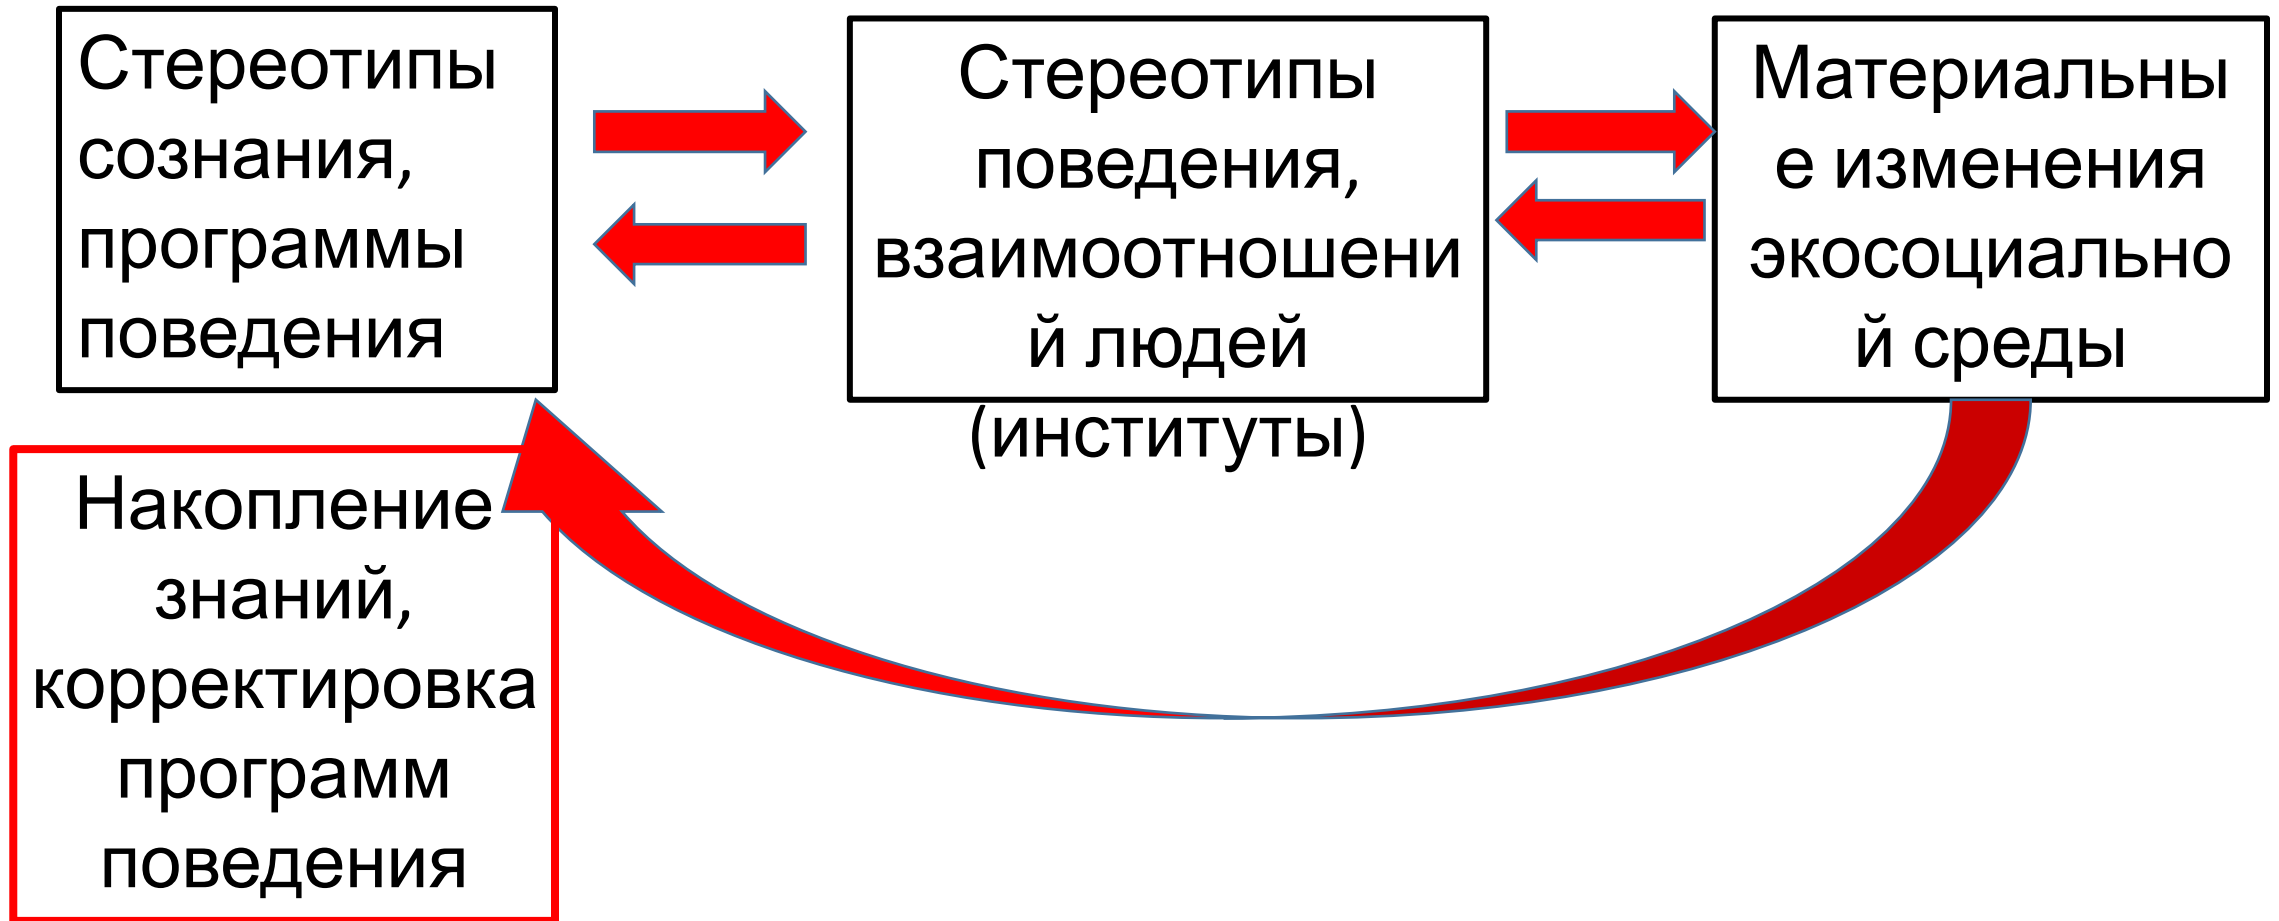 Стереотипы
сознания,
программы
поведения
Стереотипы
поведения,
взаимоотношени
й людей
(институты)
Материальны
е изменения
экосоциально
й среды
Накопление
знаний,
корректировка
программ
поведения